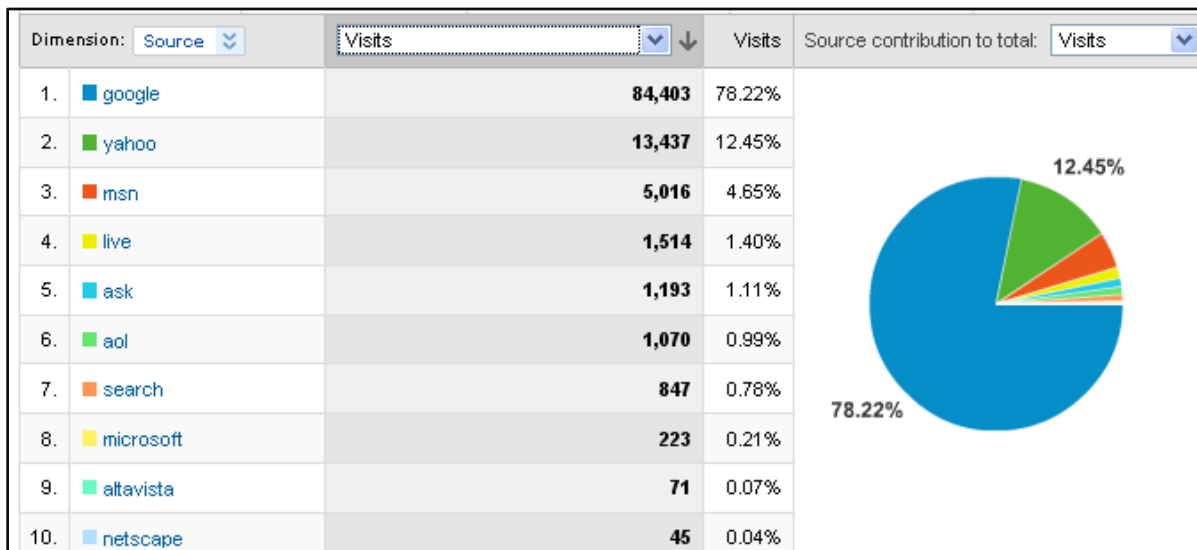 Dimension: Source Visits Visits Source contribution to total: Visits
1. google 84,403 78.22%
2. yahoo 13,437 12.45%
3. msn 5,016 4.65%
4. live 1,514 1.40%
5. ask 1,193 1.11%
6. aol 1,070 0.99%
7. search 847 0.78%
8. microsoft 223 0.21%
9. altavista 71 0.07%
10. netscape 45 0.04%
12.45%
78.22%